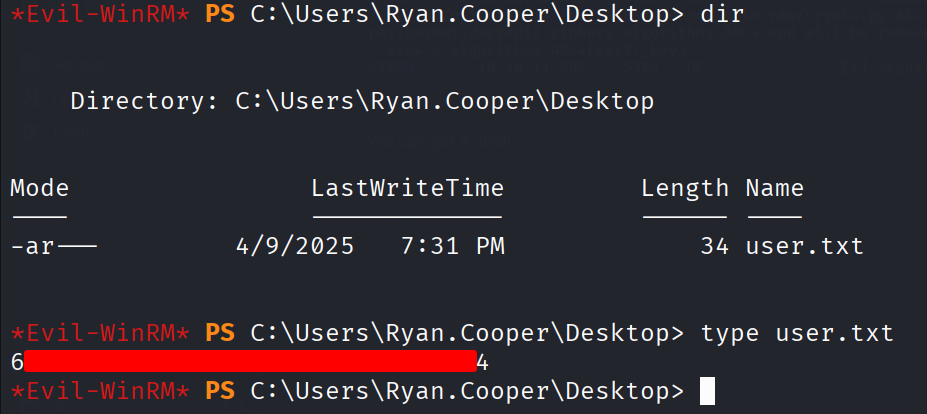 *Evil-WinRM* PS C:\Users\Ryan.Cooper\Desktop> dir
Directory: C:\Users\Ryan.Cooper\Desktop
Mode LastWriteTime Length Name
---- ------------- ------ ----
-ar--- 4/9/2025 7:31 PM 34 user.txt
*Evil-WinRM* PS C:\Users\Ryan.Cooper\Desktop> type user.txt
6 4
*Evil-WinRM* PS C:\Users\Ryan.Cooper\Desktop>